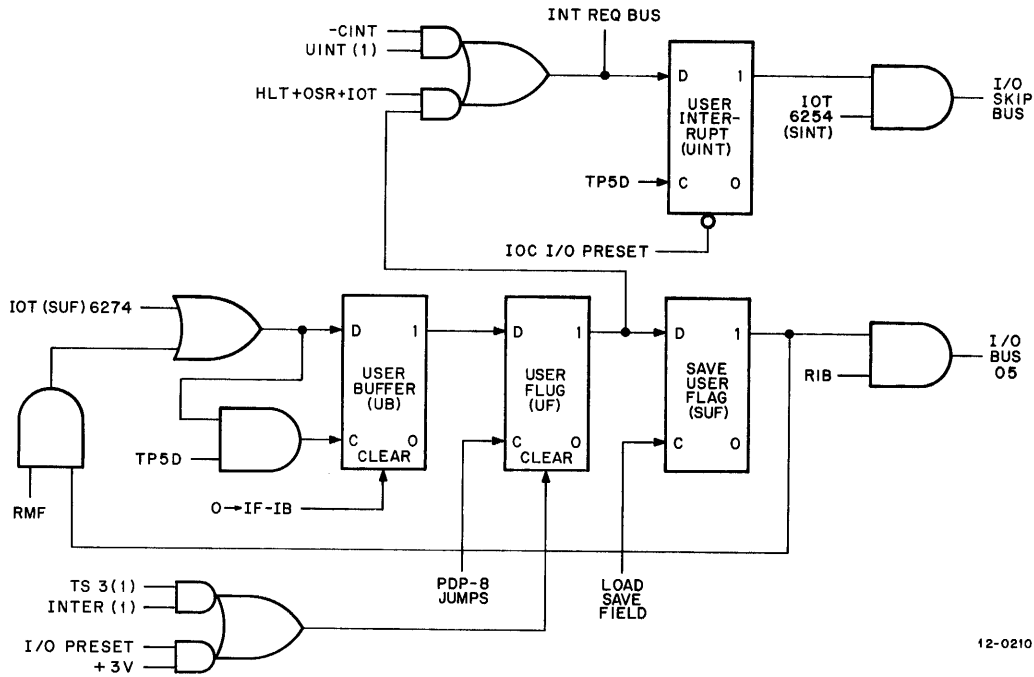 INT REQ BUS
-CINT
UINT (1)
HLT+OSR+IOT
D 1
USER
INTER-
RUPT
(UINT)
C 0
TP5D
IOC I/O PRESET
IOT
6254
(SINT)
I/O
SKIP
BUS
IOT (SUF) 6274
D 1
USER
BUFFER
(UB)
C 0
CLEAR
TP5D
0→IF-IB
RMF
D 1
USER
FLUG
(UF)
C 0
CLEAR
PDP-8
JUMPS
D 1
SAVE
USER
FLAG
(SUF)
C 0
LOAD
SAVE
FIELD
RIB
I/O
BUS
05
TS 3(1)
INTER (1)
I/O PRESET
+3V
12-0210